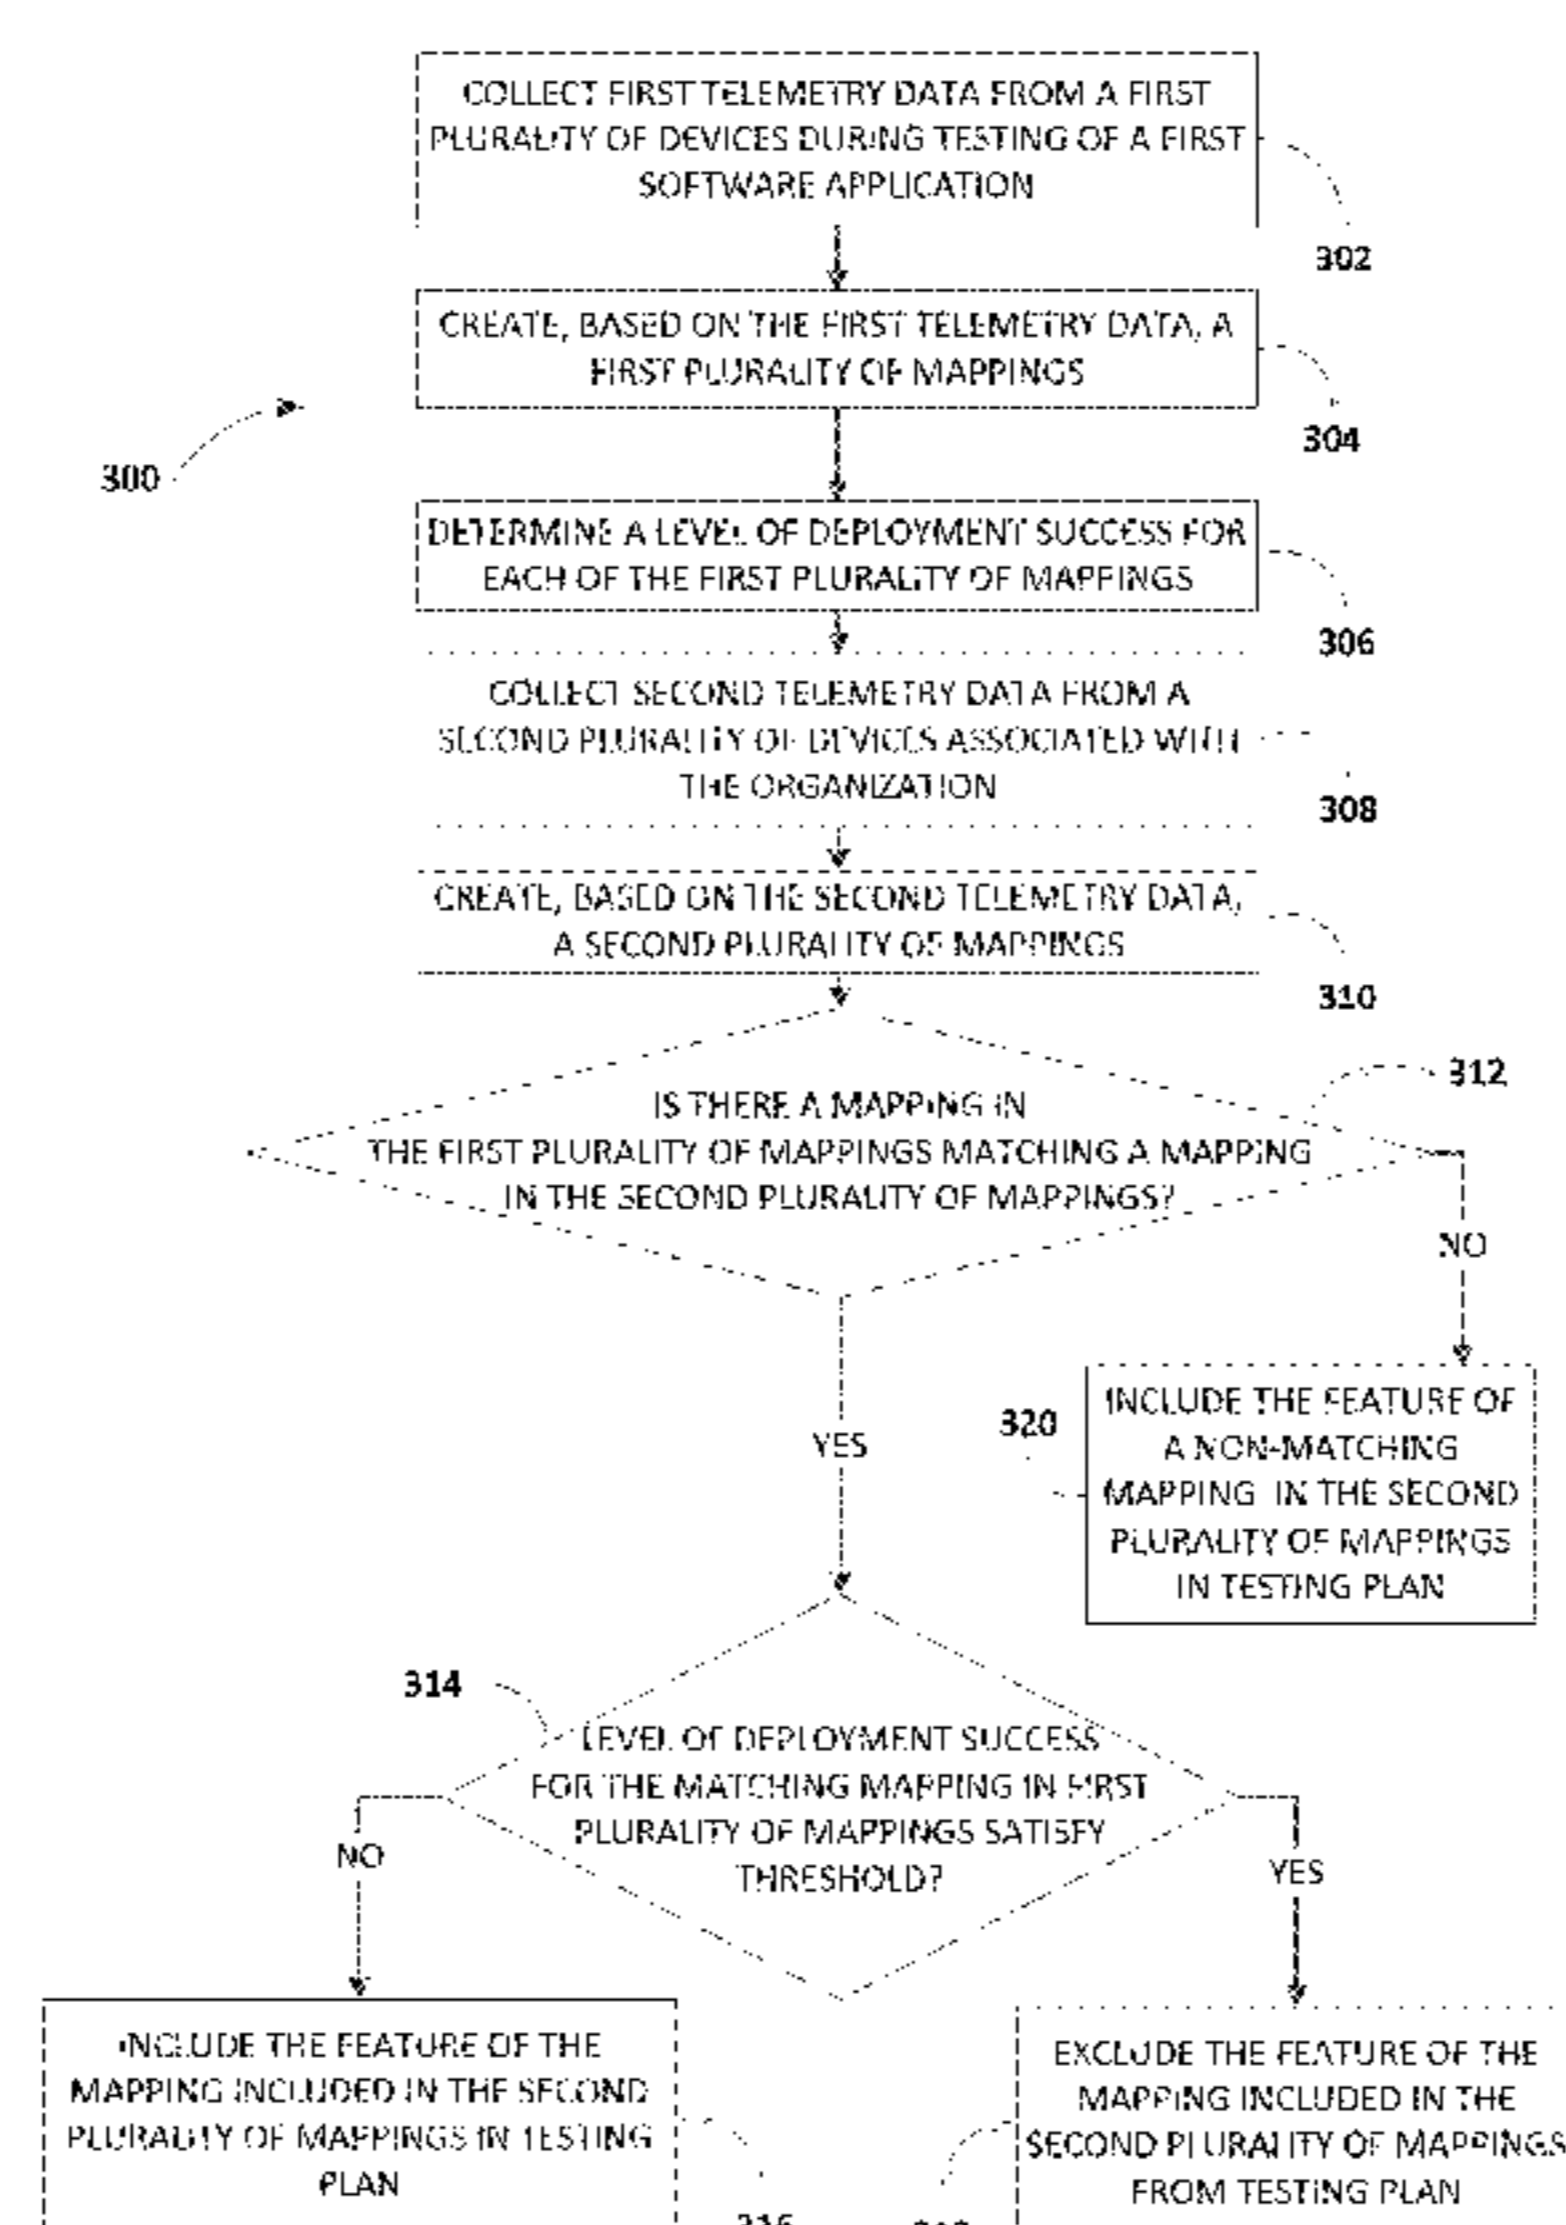 COLLECT FIRST TELEMETRY DATA FROM A FIRST
PLURALITY OF DEVICES DURING TESTING OF A FIRST
SOFTWARE APPLICATION
302
CREATE, BASED ON THE FIRST TELEMETRY DATA, A
FIRST PLURALITY OF MAPPINGS
304
300
DETERMINE A LEVEL OF DEPLOYMENT SUCCESS FOR
EACH OF THE FIRST PLURALITY OF MAPPINGS
306
COLLECT SECOND TELEMETRY DATA FROM A
SECOND PLURALITY OF DEVICES ASSOCIATED WITH
THE ORGANIZATION
308
CREATE, BASED ON THE SECOND TELEMETRY DATA,
A SECOND PLURALITY OF MAPPINGS
310
312
IS THERE A MAPPING IN
THE FIRST PLURALITY OF MAPPINGS MATCHING A MAPPING
IN THE SECOND PLURALITY OF MAPPINGS?
NO
YES
320
INCLUDE THE FEATURE OF
A NON-MATCHING
MAPPING IN THE SECOND
PLURALITY OF MAPPINGS
IN TESTING PLAN
314
LEVEL OF DEPLOYMENT SUCCESS
FOR THE MATCHING MAPPING IN FIRST
PLURALITY OF MAPPINGS SATISFY
THRESHOLD?
NO
YES
INCLUDE THE FEATURE OF THE
MAPPING INCLUDED IN THE SECOND
PLURALITY OF MAPPINGS IN TESTING
PLAN
EXCLUDE THE FEATURE OF THE
MAPPING INCLUDED IN THE
SECOND PLURALITY OF MAPPINGS
FROM TESTING PLAN